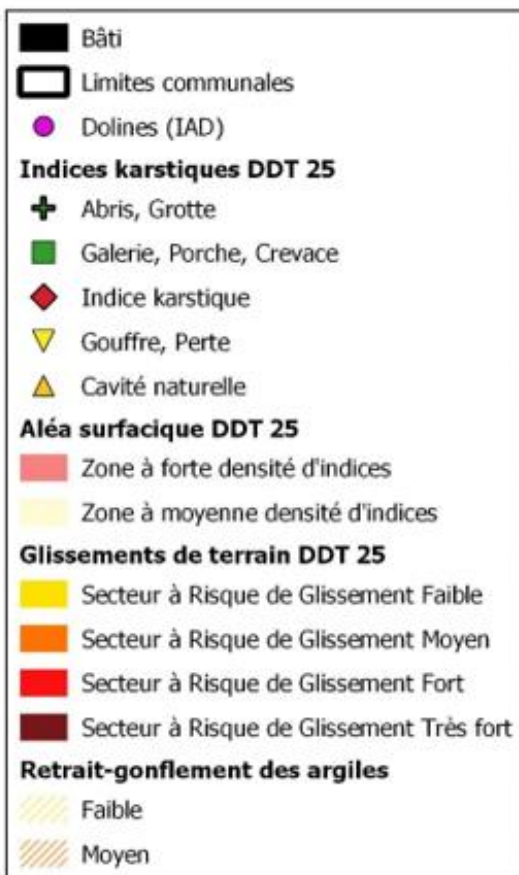 Bâti
Limites communales
Dolines (IAD)
Indices karstiques DDT 25
Abris, Grotte
Galerie, Porche, Crevace
Indice karstique
Gouffre, Perte
Cavité naturelle
Aléa surfacique DDT 25
Zone à forte densité d'indices
Zone à moyenne densité d'indices
Glissements de terrain DDT 25
Secteur à Risque de Glissement Faible
Secteur à Risque de Glissement Moyen
Secteur à Risque de Glissement Fort
Secteur à Risque de Glissement Très fort
Retrait-gonflement des argiles
Faible
Moyen